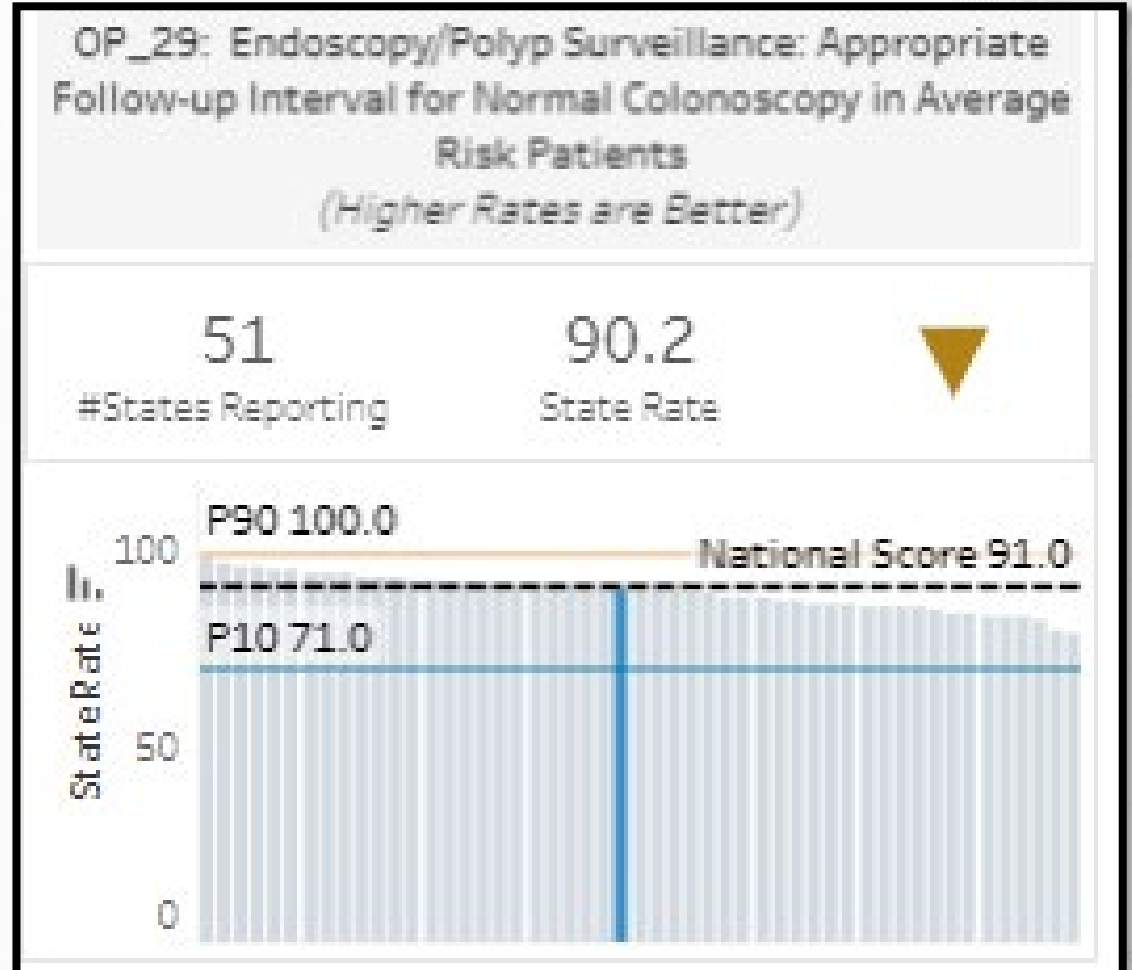 OP_29: Endoscopy/Polyp Surveillance: Appropriate
Follow-up Interval for Normal Colonoscopy in Average
Risk Patients
(Higher Rates are Better)
51
#States Reporting
90.2
State Rate
P90 100.0
National Score 91.0
P10 71.0
100
50
0
StateRate